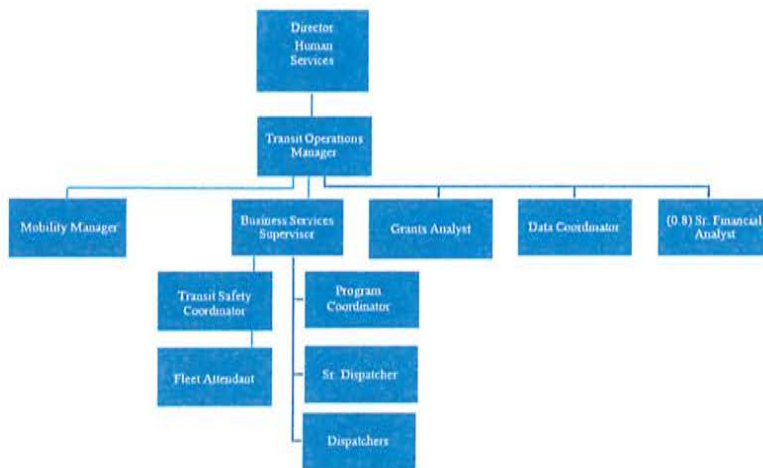 Director
Human
Services
Transit Operations
Manager
Mobility Manager
Business Services
Supervisor
Grants Analyst
Data Coordinator
(0.8) Sr. Financial
Analyst
Transit Safety
Coordinator
Program
Coordinator
Fleet Attendant
Sr. Dispatcher
Dispatchers